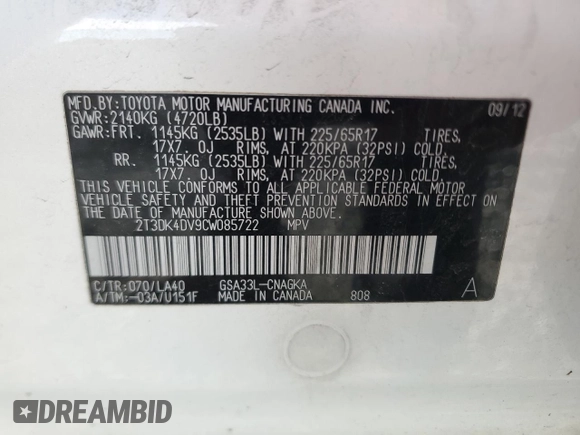 MFD.BY:TOYOTA MOTOR MANUFACTURING CANADA INC. 09/12
GVWR:2140KG (4720LB)
GAWR:FRT. 1145KG (2535LB) WITH 225/65R17 TIRES,
17X7.0J RIMS, AT 220KPA (32PSI) COLD.
RR. 1145KG (2535LB) WITH 225/65R17 TIRES,
17X7.0J RIMS, AT 220KPA (32PSI) COLD.
THIS VEHICLE CONFORMS TO ALL APPLICABLE FEDERAL MOTOR
VEHICLE SAFETY AND THEFT PREVENTION STANDARDS IN EFFECT ON
THE DATE OF MANUFACTURE SHOWN ABOVE.
2T3DK4DV9CW085722 MPV
C/TR:070/LA40 GSA33L-CNAGKA
A/TM:-03A/U151F MADE IN CANADA 808 A
DREAMBID